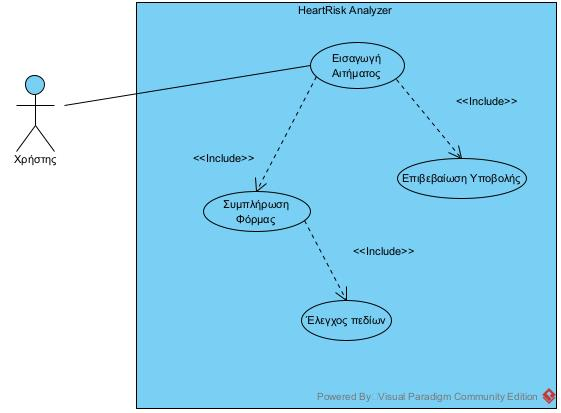 HeartRisk Analyzer
Εισαγωγή
Αιτήματος
<<Include>>
Χρήστης
<<Include>>
Επιβεβαίωση Υποβολής
Συμπλήρωση
Φόρμας
<<Include>>
Έλεγχος πεδίων
Powered By: Visual Paradigm Community Edition